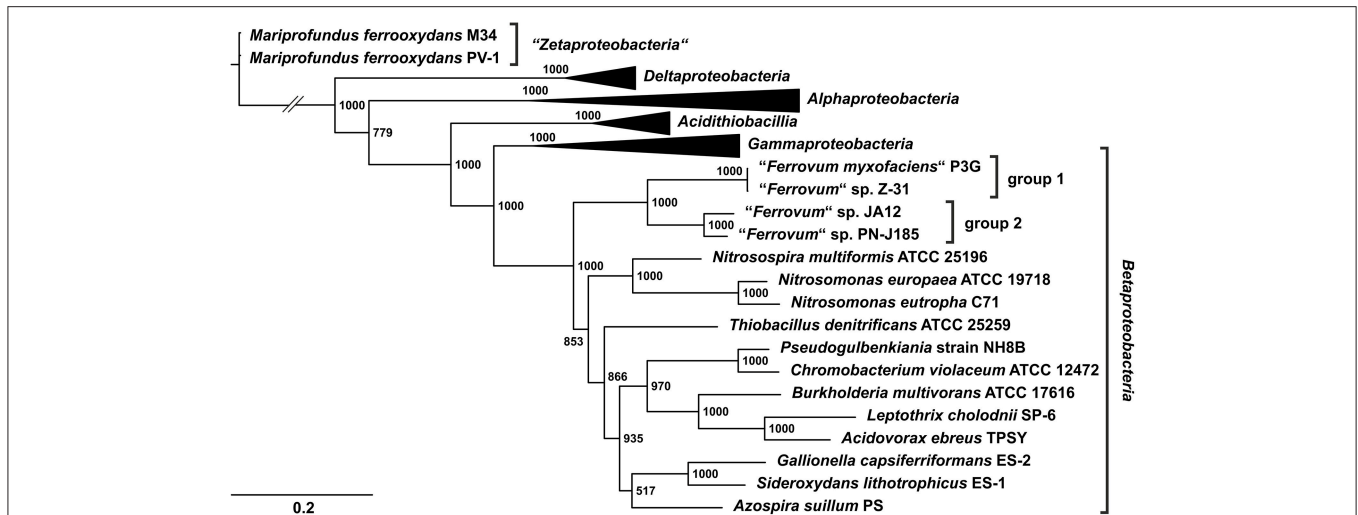 Mariprofundus ferrooxydans M34
Mariprofundus ferrooxydans PV-1
“Zetaproteobacteria“
1000
Deltaproteobacteria
1000
1000
Alphaproteobacteria
779
1000
Acidithiobacillia
1000
1000
Gammaproteobacteria
1000
1000
“Ferrovum myxofaciens“ P3G
“Ferrovum“ sp. Z-31
group 1
1000
1000
“Ferrovum“ sp. JA12
“Ferrovum“ sp. PN-J185
group 2
1000
Nitrosospira multiformis ATCC 25196
1000
Nitrosomonas europaea ATCC 19718
1000
Nitrosomonas eutropha C71
853
Thiobacillus denitrificans ATCC 25259
866
Pseudogulbenkiania strain NH8B
1000
Chromobacterium violaceum ATCC 12472
970
Burkholderia multivorans ATCC 17616
1000
Leptothrix cholodnii SP-6
1000
Acidovorax ebreus TPSY
935
Gallionella capsiferriformans ES-2
1000
Sideroxydans lithotrophicus ES-1
517
Azospira suillum PS
Betaproteobacteria
0.2